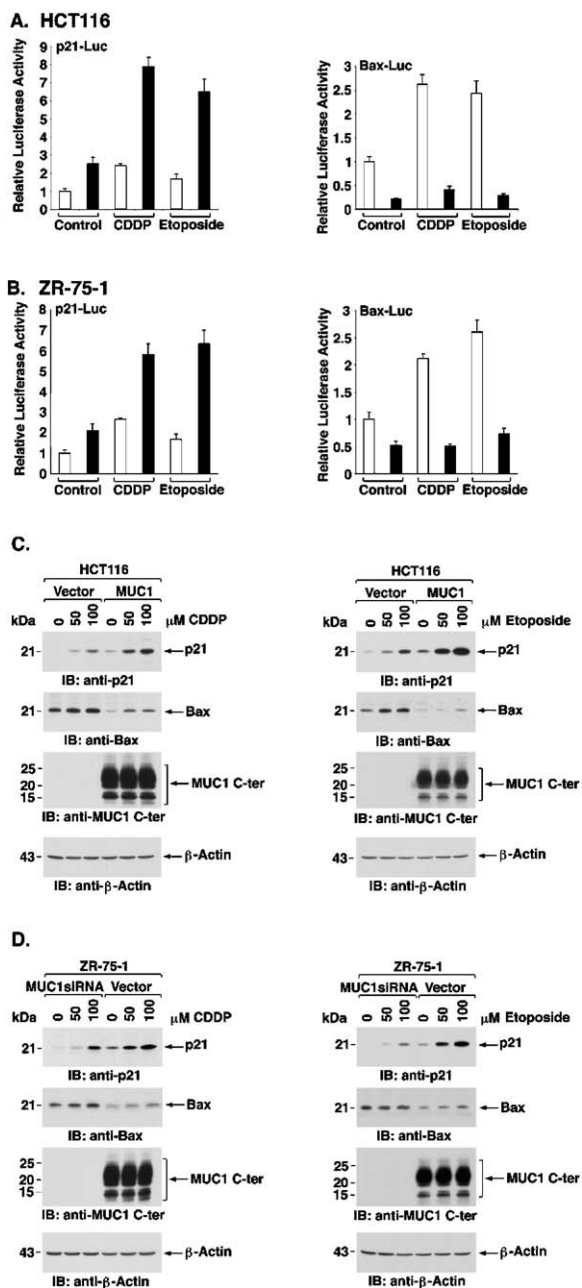 A. HCT116
p21-Luc
Relative Luciferase Activity
9
8
7
6
5
4
3
2
1
0
Control CDDP Etoposide
Bax-Luc
Relative Luciferase Activity
3
2.5
2
1.5
1
0.5
0
Control CDDP Etoposide
B. ZR-75-1
p21-Luc
Relative Luciferase Activity
8
7
6
5
4
3
2
1
0
Control CDDP Etoposide
Bax-Luc
Relative Luciferase Activity
3
2.5
2
1.5
1
0.5
0
Control CDDP Etoposide
C.
HCT116
Vector MUC1
kDa 0 50 100 0 50 100 μM CDDP
21 p21
IB: anti-p21
21 Bax
IB: anti-Bax
25
20 MUC1 C-ter
15
IB: anti-MUC1 C-ter
43 β-Actin
IB: anti-β-Actin
HCT116
Vector MUC1
kDa 0 50 100 0 50 100 μM Etoposide
21 p21
IB: anti-p21
21 Bax
IB: anti-Bax
25
20 MUC1 C-ter
15
IB: anti-MUC1 C-ter
43 β-Actin
IB: anti-β-Actin
D.
ZR-75-1
MUC1siRNA Vector
0 50 100 0 50 100 μM CDDP
21 p21
IB: anti-p21
21 Bax
IB: anti-Bax
25
20 MUC1 C-ter
15
IB: anti-MUC1 C-ter
43 β-Actin
IB: anti-β-Actin
ZR-75-1
MUC1siRNA Vector
0 50 100 0 50 100 μM Etoposide
21 p21
IB: anti-p21
21 Bax
IB: anti-Bax
25
20 MUC1 C-ter
15
IB: anti-MUC1 C-ter
43 β-Actin
IB: anti-β-Actin